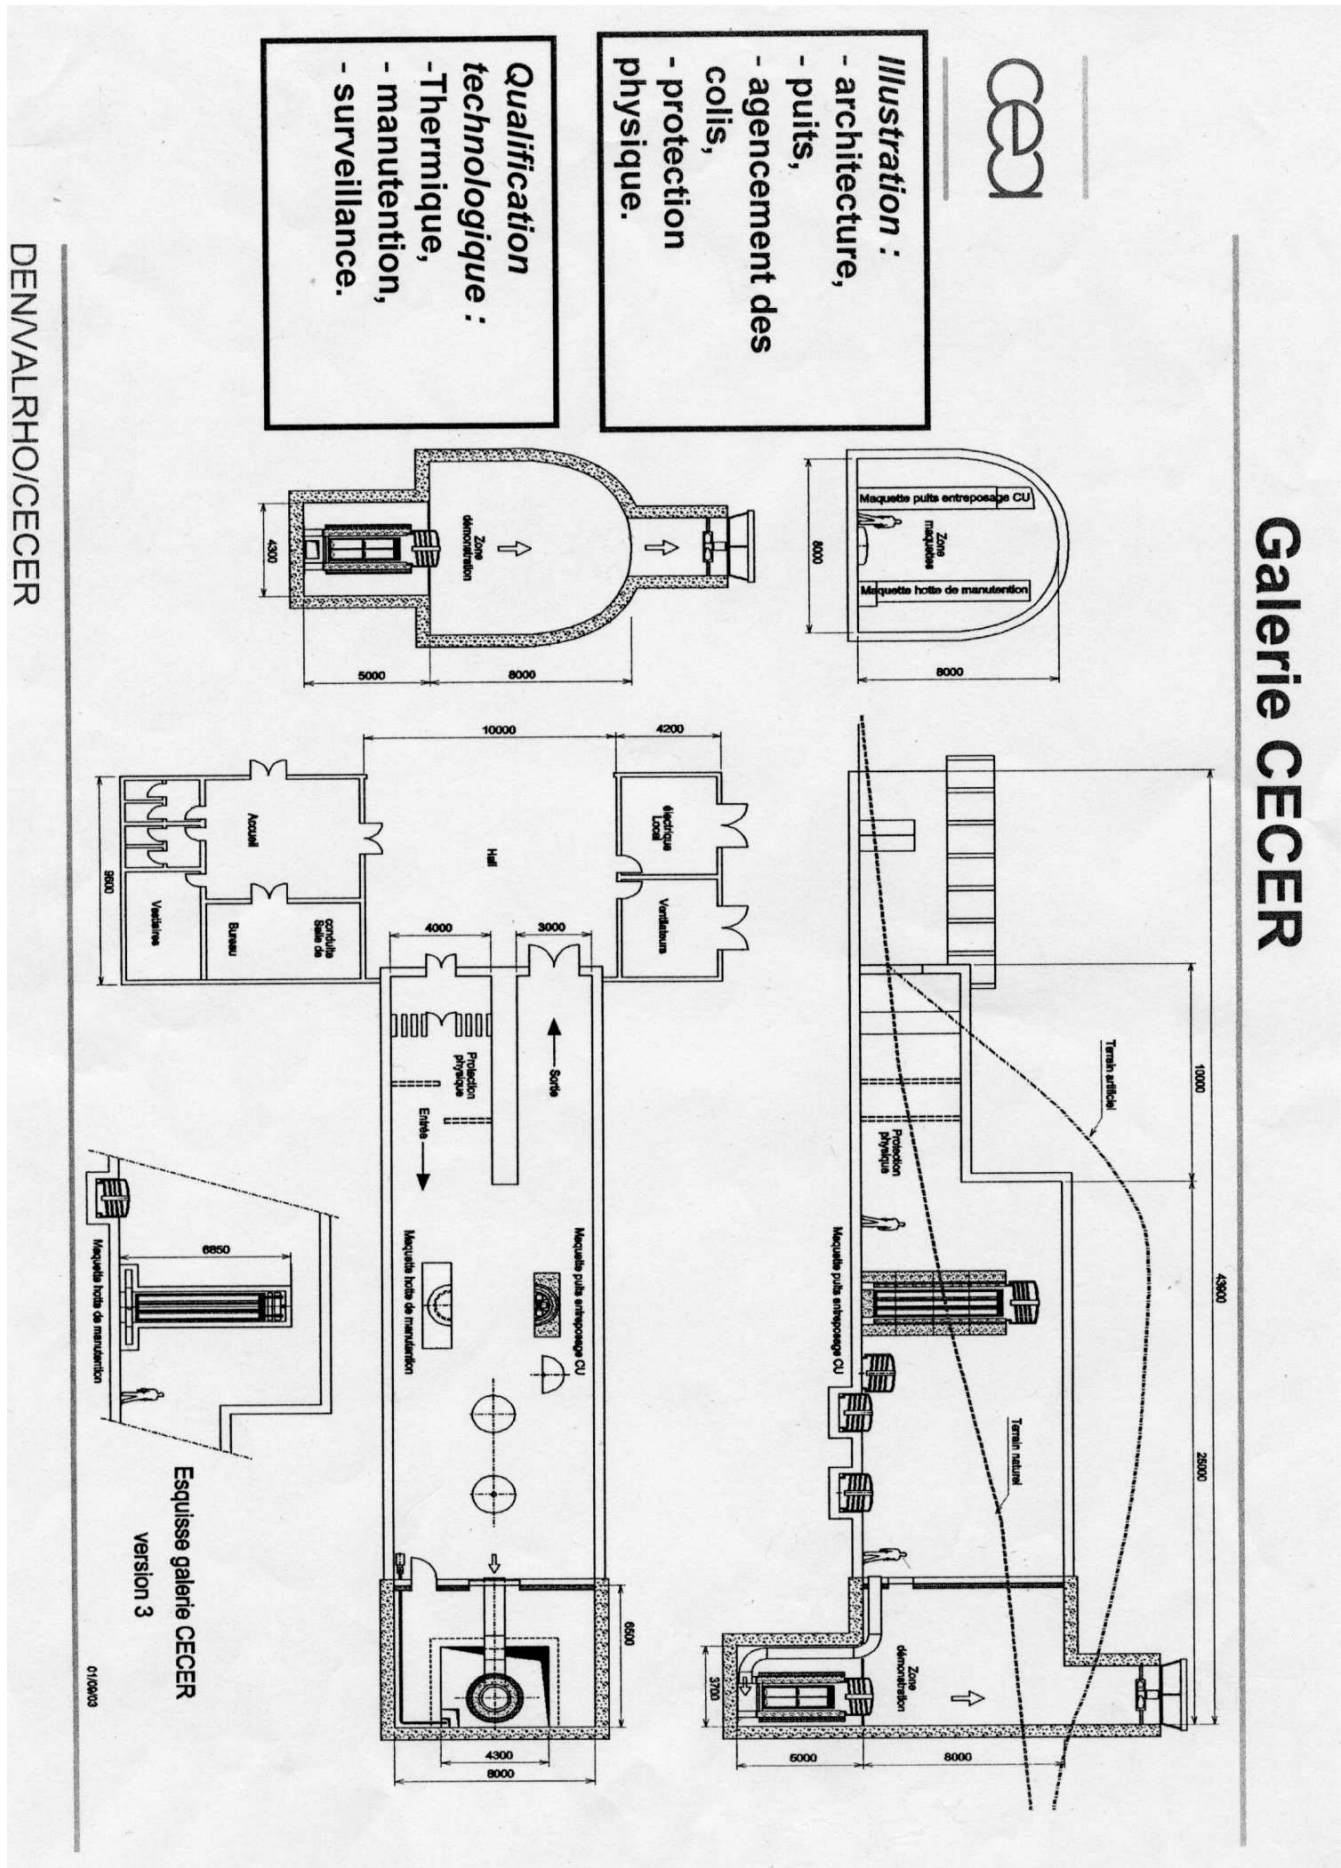 cea
Galerie CECER
Illustration :
- architecture,
- puits,
- agencement des
colis,
- protection
physique.
Qualification
technologique :
-Thermique,
- manutention,
- surveillance.
Maquette puits entreposage CU
Zone
maquettes
Maquette hotte de manutention
8000
8000
Zone
démonstration
4300
5000
8000
43900
10000
25000
Terrain artificiel
Protection
physique
Maquette puits entreposage CU
Terrain naturel
Zone
démonstration
3700
5000
8000
4200
10000
Local
électrique
Ventilateurs
Hall
3000
4000
Accueil
Salle de
conduite
Bureau
Vestiaires
9600
Sortie
Protection
physique
Entrée
Maquette puits entreposage CU
Maquette hotte de manutention
6500
4300
8000
6850
Maquette hotte de manutention
Esquisse galerie CECER
version 3
01/09/03
DEN/VALRHO/CECER